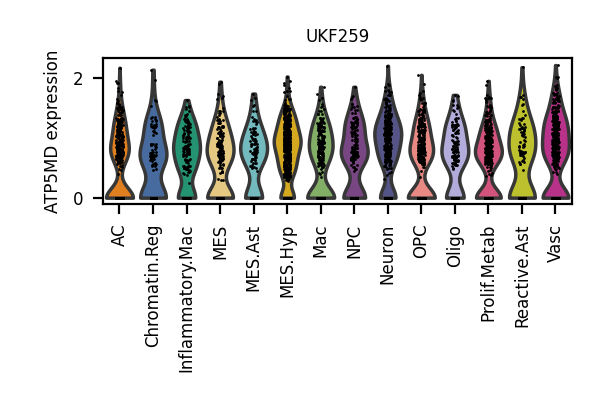 UKF259
ATP5MD expression
2
0
AC
Chromatin.Reg
Inflammatory.Mac
MES
MES.Ast
MES.Hyp
Mac
NPC
Neuron
OPC
Oligo
Prolif.Metab
Reactive.Ast
Vasc